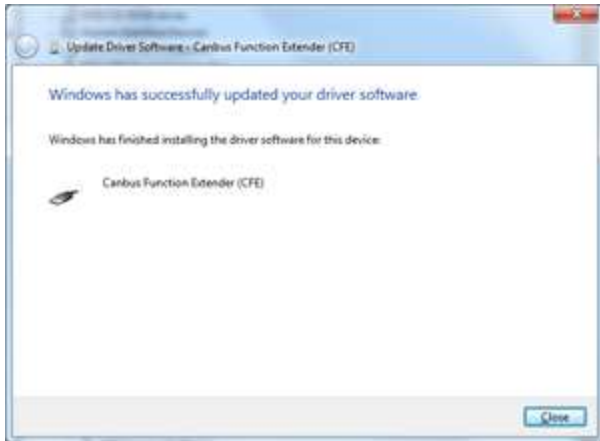 Update Driver Software - Canbus Function Extender (CFE)
Windows has successfully updated your driver software
Windows has finished installing the driver software for this device:
Canbus Function Extender (CFE)
Close